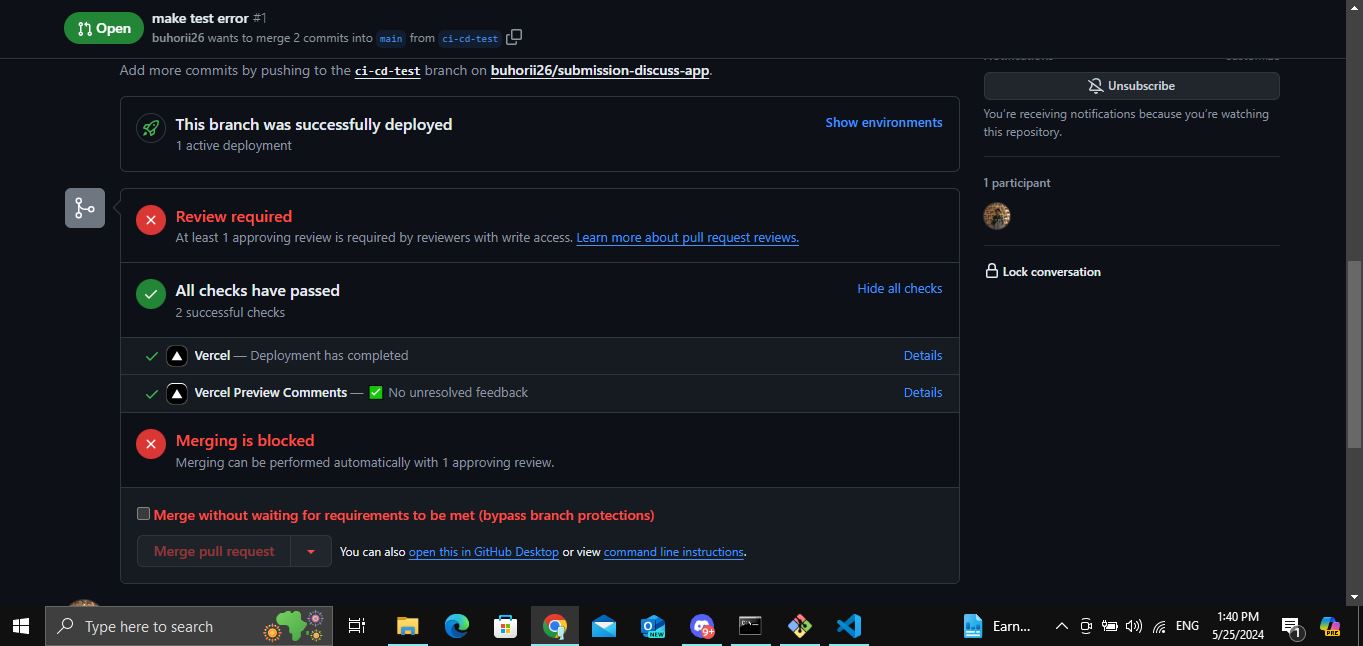 Open
make test error #1
buhorii26 wants to merge 2 commits into main from ci-cd-test
Add more commits by pushing to the ci-cd-test branch on buhorii26/submission-discuss-app.
This branch was successfully deployed
1 active deployment
Show environments
Review required
At least 1 approving review is required by reviewers with write access. Learn more about pull request reviews.
All checks have passed
2 successful checks
Hide all checks
Vercel — Deployment has completed
Details
Vercel Preview Comments — ✅ No unresolved feedback
Details
Merging is blocked
Merging can be performed automatically with 1 approving review.
Merge without waiting for requirements to be met (bypass branch protections)
Merge pull request
You can also open this in GitHub Desktop or view command line instructions.
Notifications
Customize
Unsubscribe
You're receiving notifications because you're watching
this repository.
1 participant
Lock conversation
Type here to search
NEW
9+
Earn...
ENG
1:40 PM
5/25/2024
1
PRE